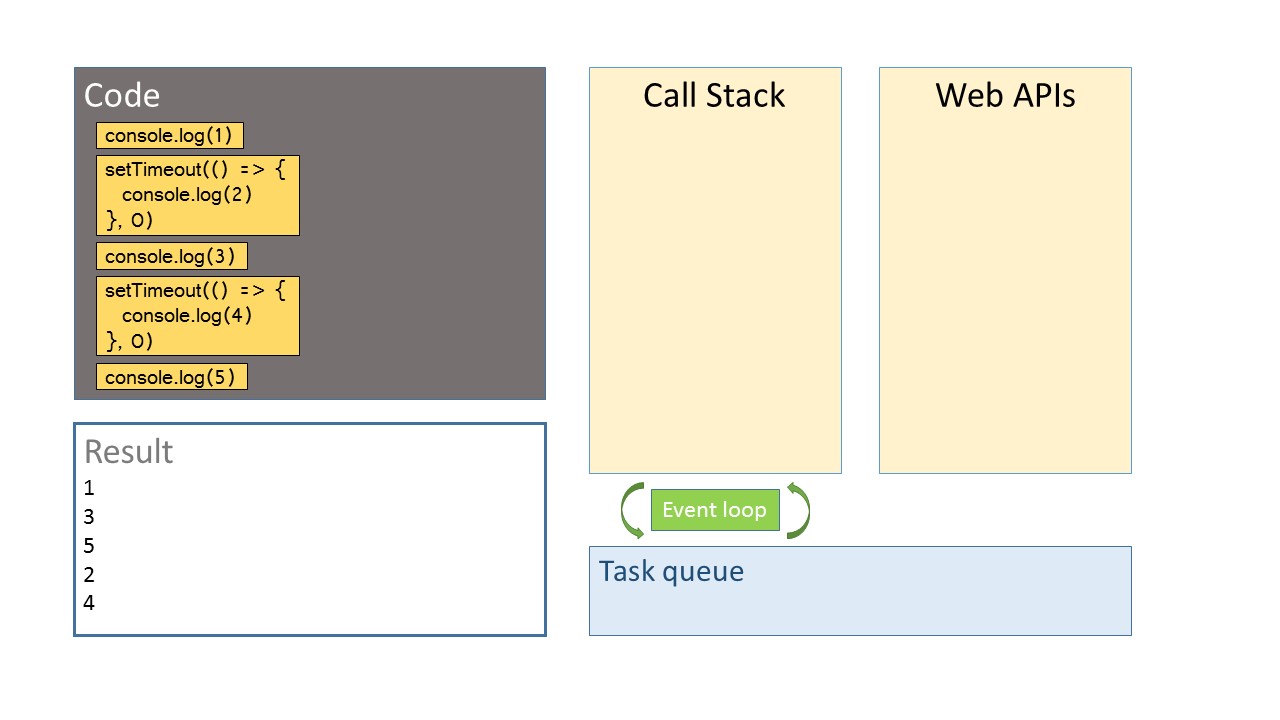 Code
console.log(1)
setTimeout(() => {
console.log(2)
}, 0)
console.log(3)
setTimeout(() => {
console.log(4)
}, 0)
console.log(5)
Result
1
3
5
2
4
Call Stack
Web APIs
Event loop
Task queue